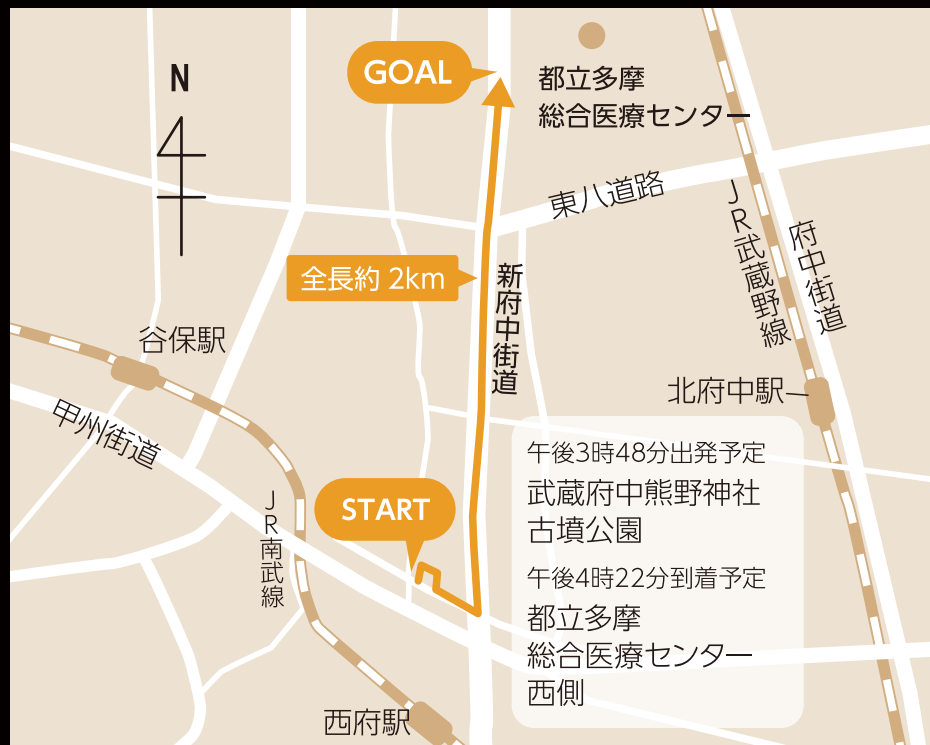 N
GOAL
都立多摩
総合医療センター
東八道路
JR武蔵野線
府中街道
全長約 2km
新府中街道
谷保駅
北府中駅
甲州街道
START
JR南武線
午後3時48分出発予定
武蔵府中熊野神社
古墳公園
午後4時22分到着予定
都立多摩
総合医療センター
西側
西府駅